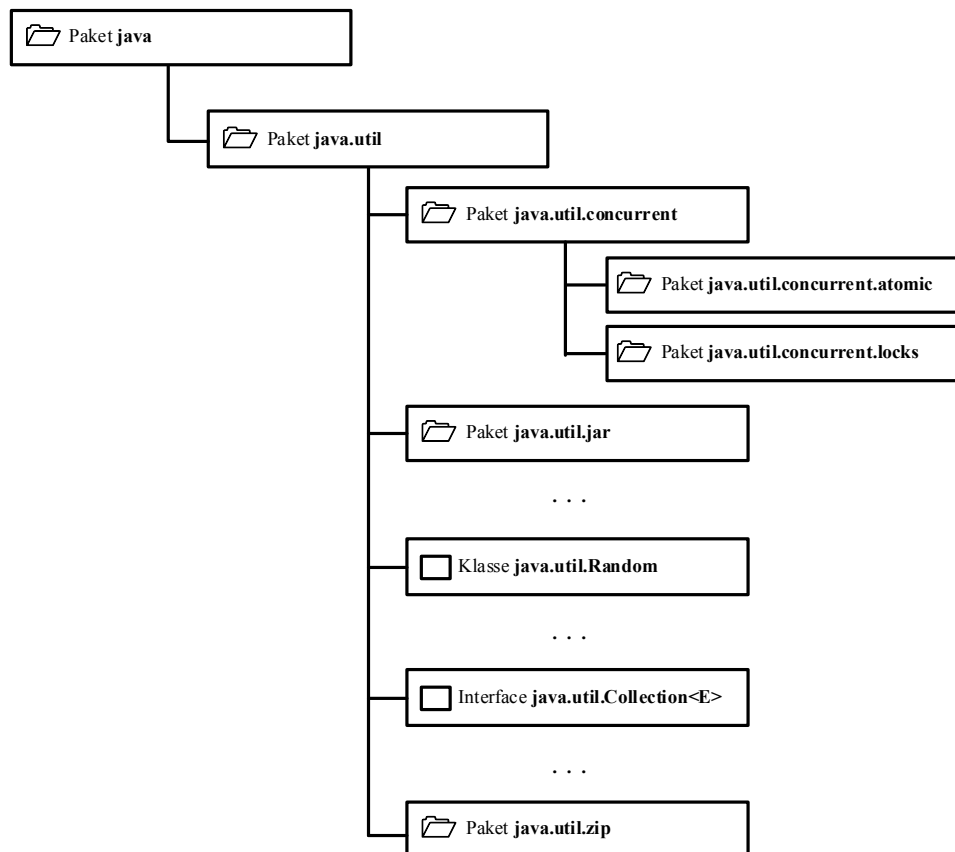 Paket java
Paket java.util
Paket java.util.concurrent
Paket java.util.concurrent.atomic
Paket java.util.concurrent.locks
Paket java.util.jar
. . .
Klasse java.util.Random
. . .
Interface java.util.Collection<E>
. . .
Paket java.util.zip